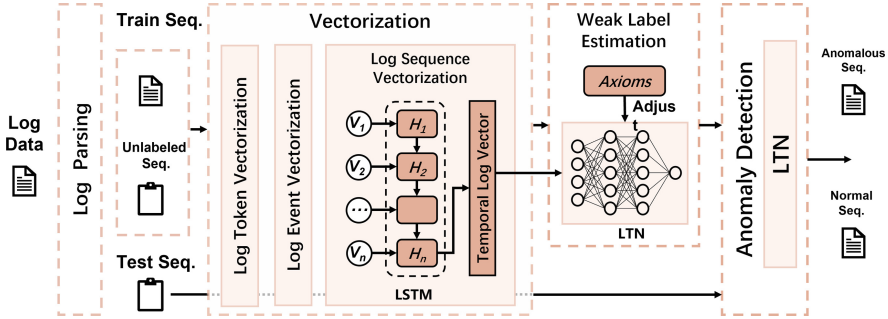 Log
Data
Log Parsing
Train Seq.
Unlabeled
Seq.
Test Seq.
Vectorization
Log Token Vectorization
Log Event Vectorization
Log Sequence
Vectorization
V1
V2
...
Vn
H1
H2
Hn
LSTM
Temporal Log Vector
Weak Label
Estimation
Axioms
Adjus
t
LTN
Anomaly Detection
LTN
Anomalous
Seq.
Normal
Seq.